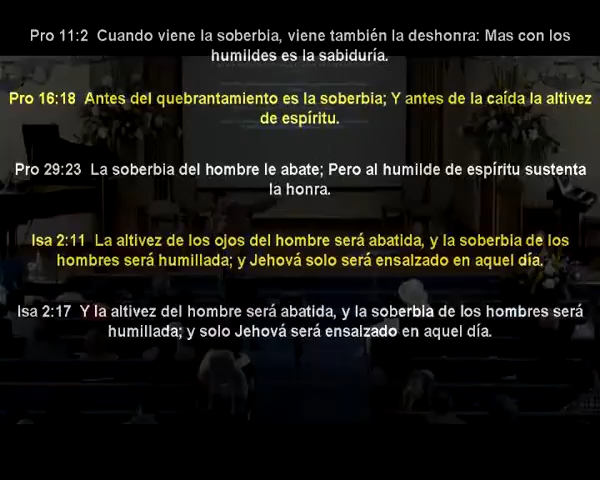 Pro 11:2 Cuando viene la soberbia, viene también la deshonra: Mas con los
humildes es la sabiduría.
Pro 16:18 Antes del quebrantamiento es la soberbia; Y antes de la caída la altivez
de espíritu.
Pro 29:23 La soberbia del hombre le abate; Pero al humilde de espíritu sustenta
la honra.
Isa 2:11 La altivez de los ojos del hombre será abatida, y la soberbia de los
hombres será humillada; y Jehová solo será ensalzado en aquel día.
Isa 2:17 Y la altivez del hombre será abatida, y la soberbia de los hombres será
humillada; y solo Jehová será ensalzado en aquel día.